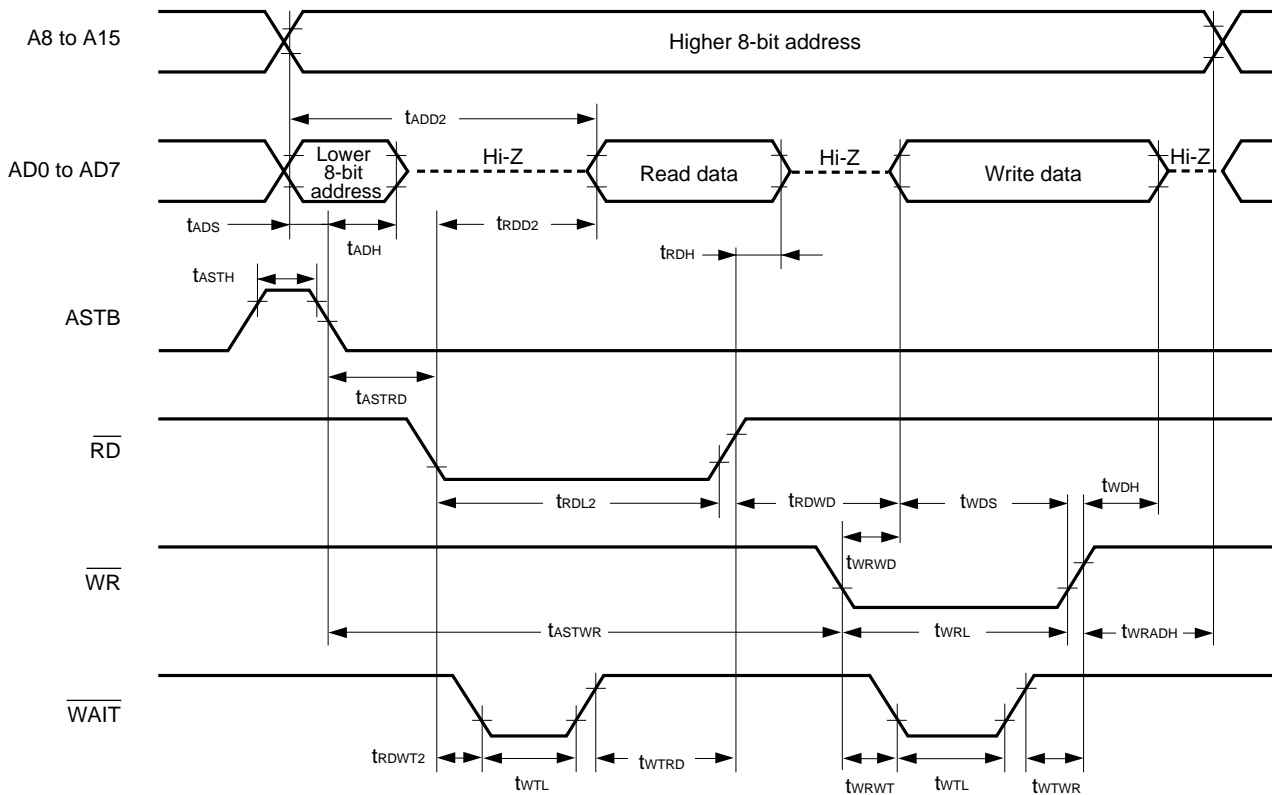 A8 to A15
Higher 8-bit address
tADD2
AD0 to AD7
Lower
8-bit
address
Hi-Z
Read data
Hi-Z
Write data
Hi-Z
tADS
tADH
tRDD2
tRDH
tASTH
ASTB
tASTRD
RD
tRDL2
tRDWD
tWDS
tWDH
tWRWD
WR
tASTWR
tWRL
tWRADH
WAIT
tRDWT2
tWTL
tWTRD
tWRWT
tWTL
tWTWR